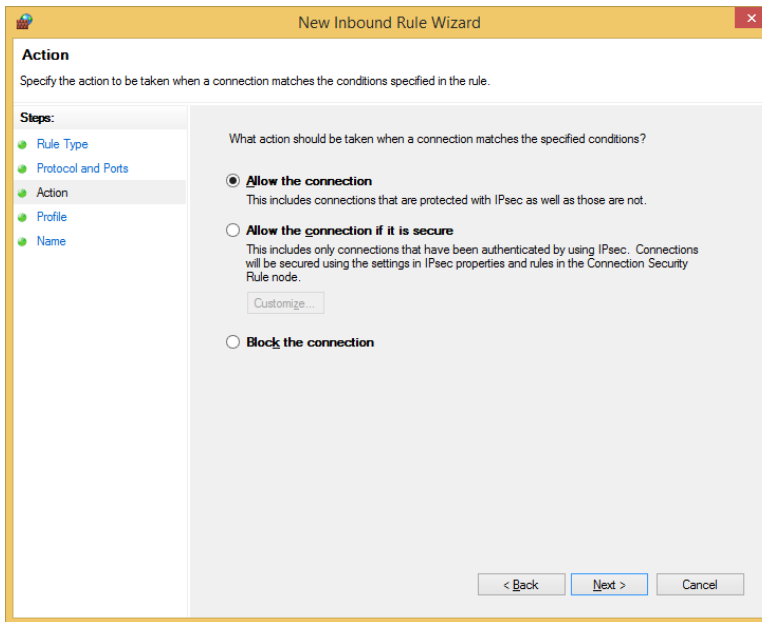 New Inbound Rule Wizard
Action
Specify the action to be taken when a connection matches the conditions specified in the rule.
Steps:
Rule Type
Protocol and Ports
Action
Profile
Name
What action should be taken when a connection matches the specified conditions?
Allow the connection
This includes connections that are protected with IPsec as well as those are not.
Allow the connection if it is secure
This includes only connections that have been authenticated by using IPsec. Connections
will be secured using the settings in IPsec properties and rules in the Connection Security
Rule node.
Customize...
Block the connection
< Back
Next >
Cancel